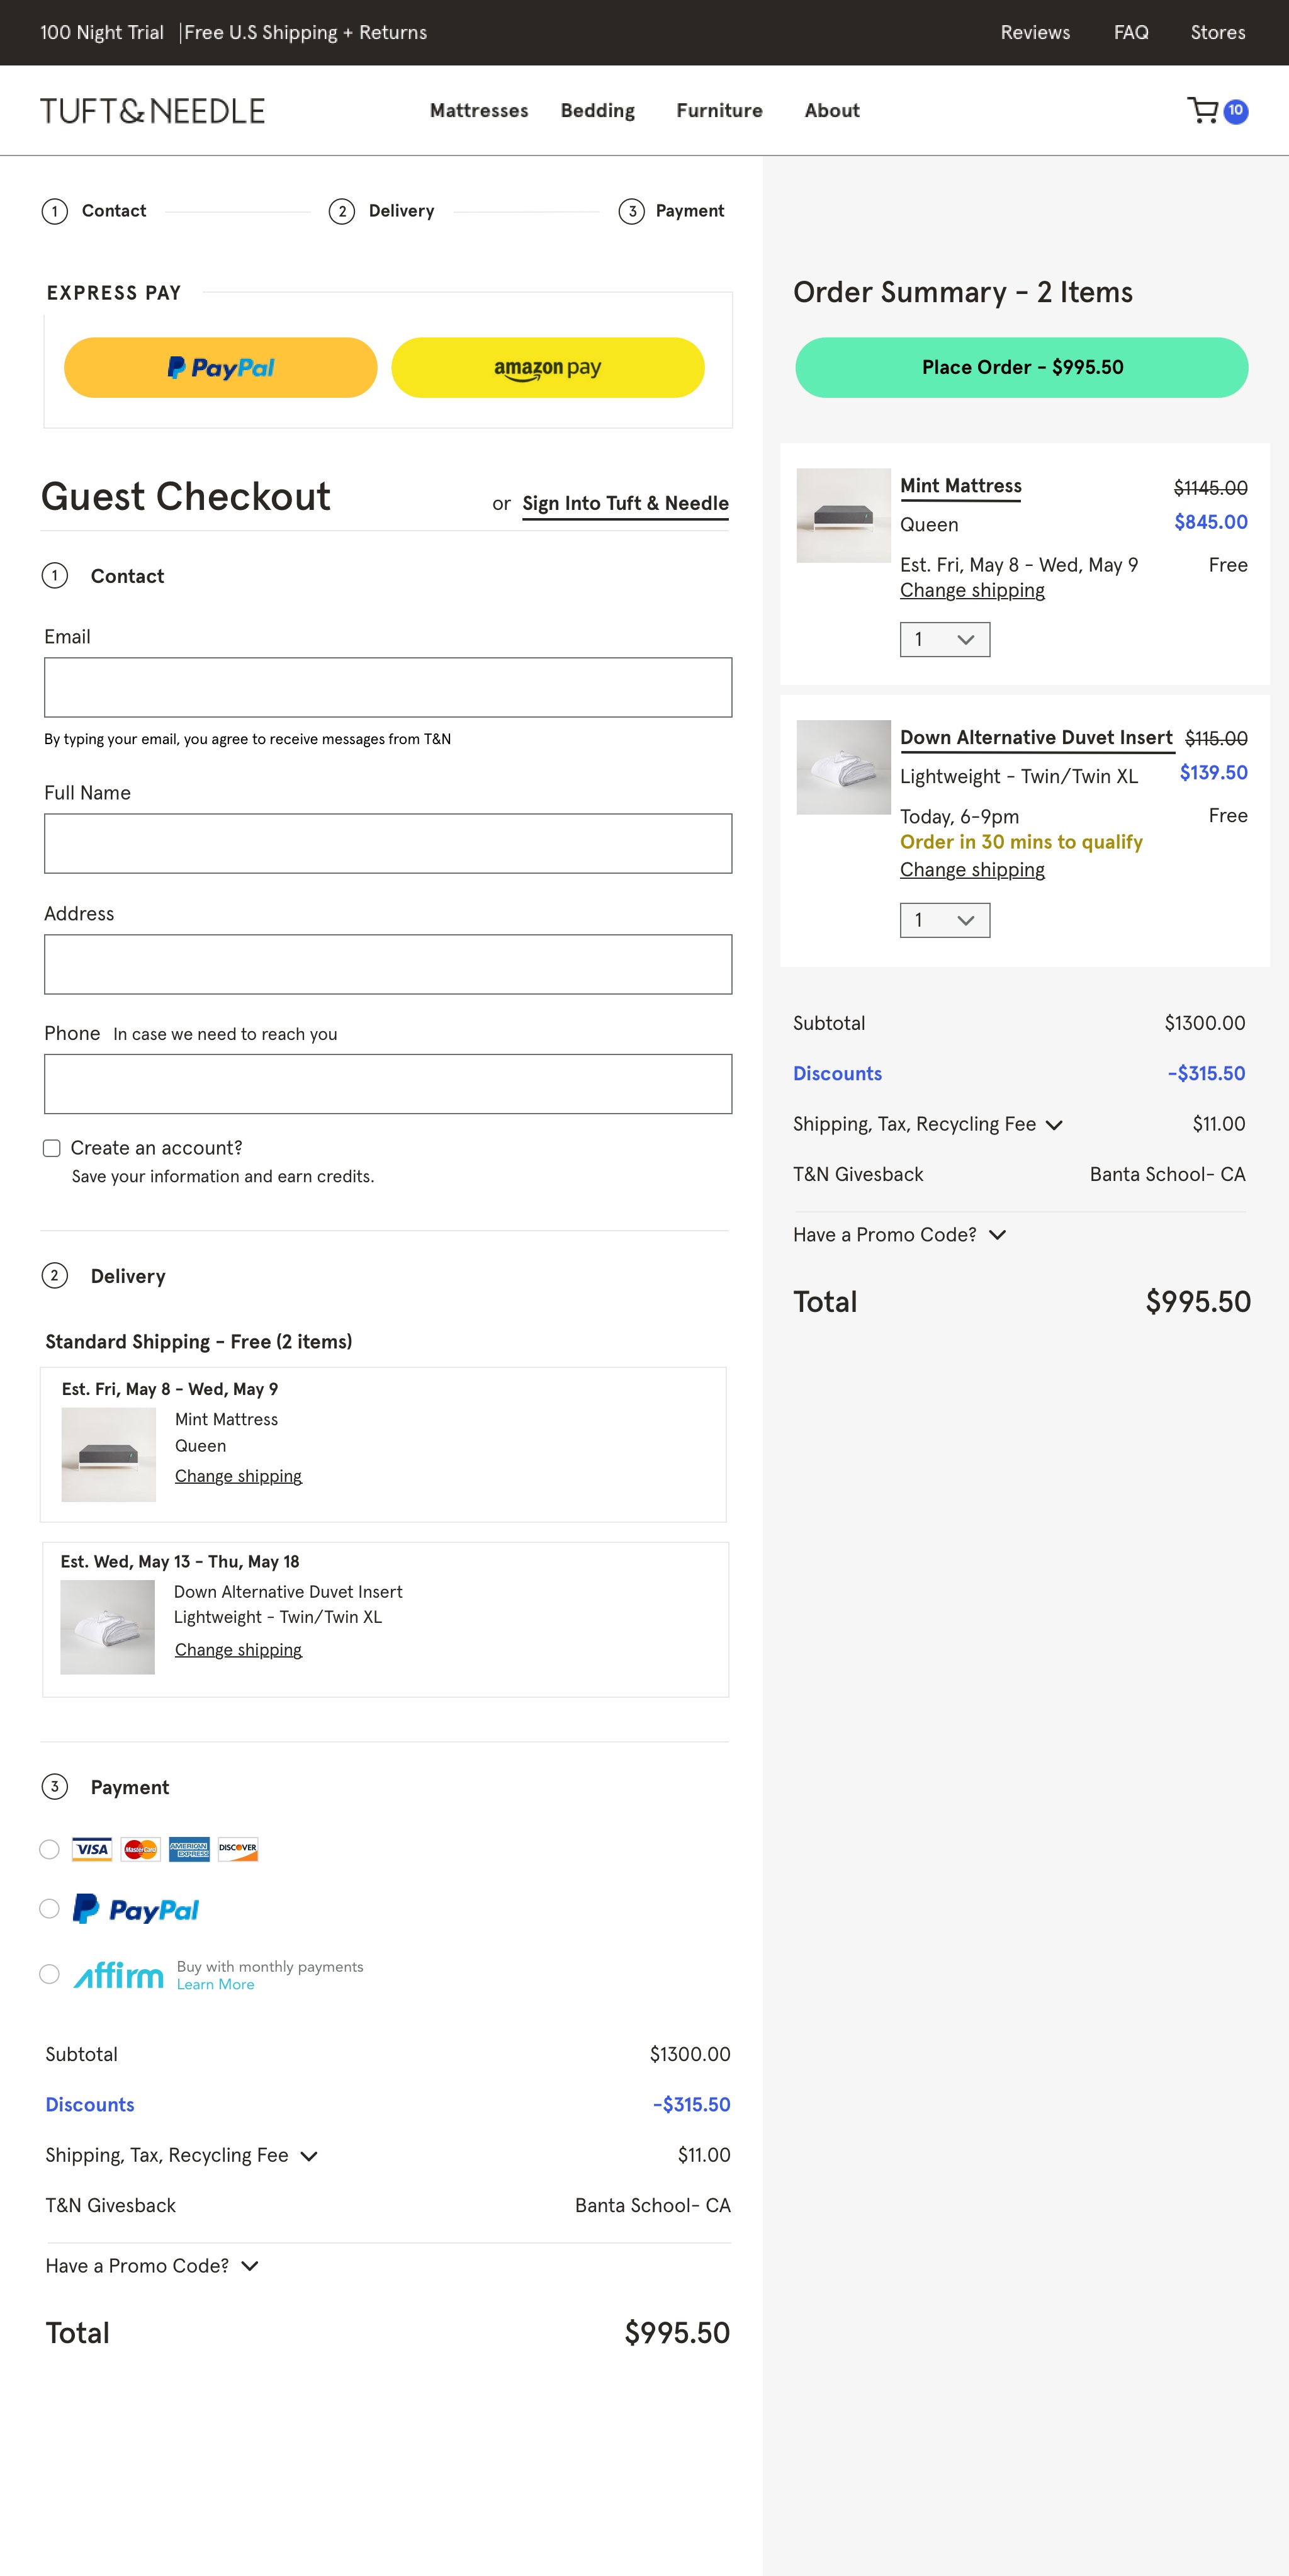 100 Night Trial | Free U.S Shipping + Returns
Reviews FAQ Stores
TUFT&NEEDLE
Mattresses Bedding Furniture About
10
1 Contact
2 Delivery
3 Payment
EXPRESS PAY
PayPal
amazon pay
Guest Checkout
or Sign Into Tuft & Needle
1 Contact
Email
By typing your email, you agree to receive messages from T&N
Full Name
Address
Phone In case we need to reach you
Create an account?
Save your information and earn credits.
2 Delivery
Standard Shipping - Free (2 items)
Est. Fri, May 8 - Wed, May 9
Mint Mattress
Queen
Change shipping
Est. Wed, May 13 - Thu, May 18
Down Alternative Duvet Insert
Lightweight - Twin/Twin XL
Change shipping
3 Payment
VISA MasterCard AMERICAN EXPRESS DISCOVER
PayPal
affirm Buy with monthly payments
Learn More
Subtotal $1300.00
Discounts -$315.50
Shipping, Tax, Recycling Fee $11.00
T&N Givesback Banta School- CA
Have a Promo Code?
Total $995.50
Order Summary - 2 Items
Place Order - $995.50
Mint Mattress $1145.00
Queen $845.00
Est. Fri, May 8 - Wed, May 9 Free
Change shipping
1
Down Alternative Duvet Insert $115.00
Lightweight - Twin/Twin XL $139.50
Today, 6-9pm Free
Order in 30 mins to qualify
Change shipping
1
Subtotal $1300.00
Discounts -$315.50
Shipping, Tax, Recycling Fee $11.00
T&N Givesback Banta School- CA
Have a Promo Code?
Total $995.50